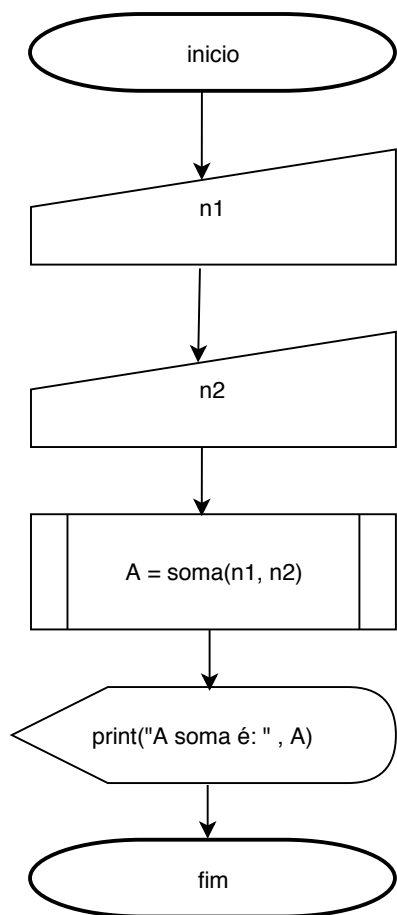 inicio
n1
n2
A = soma(n1, n2)
print("A soma é: " , A)
fim